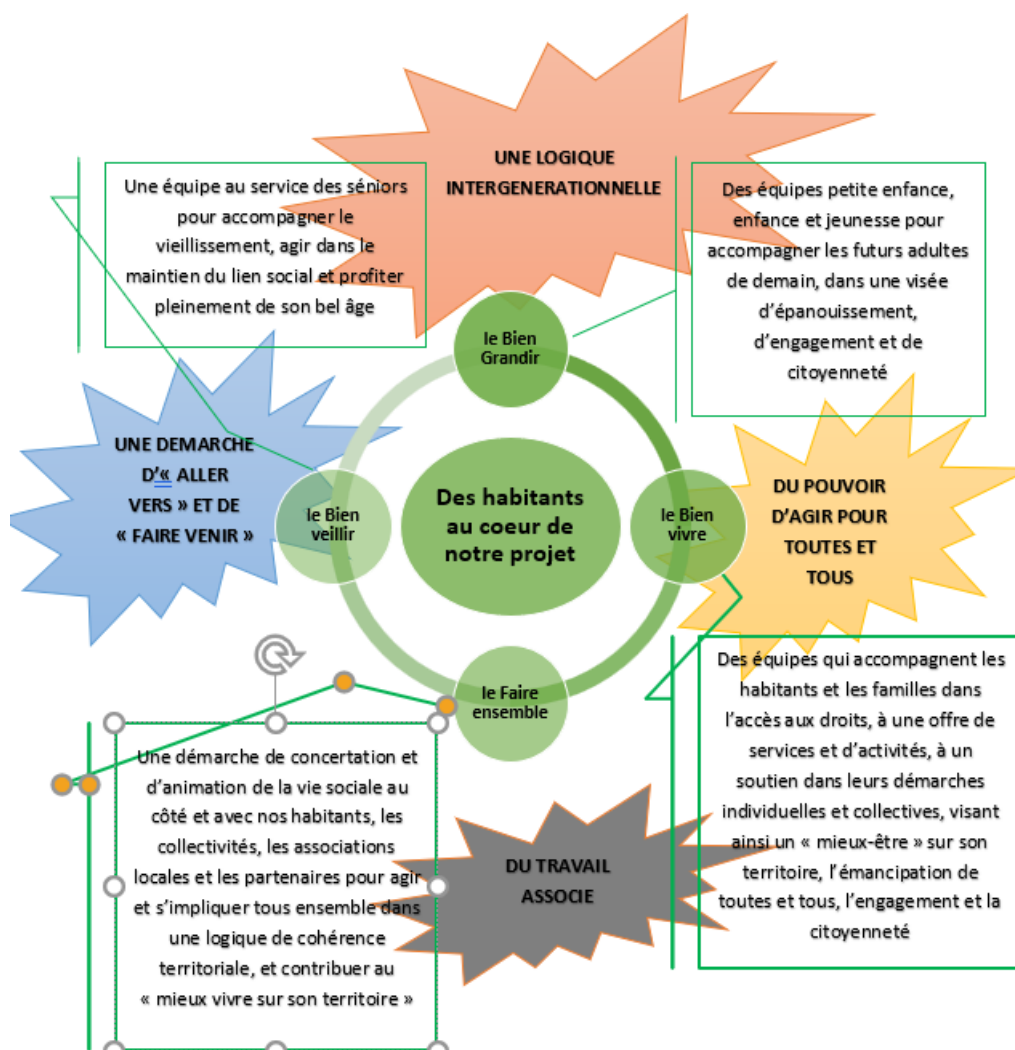 UNE LOGIQUE
INTERGENERATIONNELLE
Une équipe au service des séniors
pour accompagner le
vieillissement, agir dans le
maintien du lien social et profiter
pleinement de son bel âge
Des équipes petite enfance,
enfance et jeunesse pour
accompagner les futurs adultes
de demain, dans une visée
d'épanouissement,
d'engagement et de
citoyenneté
le Bien
Grandir
UNE DEMARCHE
D'« ALLER
VERS » ET DE
« FAIRE VENIR »
le Bien
veillir
Des habitants
au coeur de
notre projet
le Bien
vivre
DU POUVOIR
D'AGIR POUR
TOUTES ET
TOUS
le Faire
ensemble
Une démarche de concertation et
d'animation de la vie sociale au
côté et avec nos habitants, les
collectivités, les associations
locales et les partenaires pour agir
et s'impliquer tous ensemble dans
une logique de cohérence
territoriale, et contribuer au
« mieux vivre sur son territoire »
DU TRAVAIL
ASSOCIE
Des équipes qui accompagnent les
habitants et les familles dans
l'accès aux droits, à une offre de
services et d'activités, à un
soutien dans leurs démarches
individuelles et collectives, visant
ainsi un « mieux-être » sur son
territoire, l'émancipation de
toutes et tous, l'engagement et la
citoyenneté